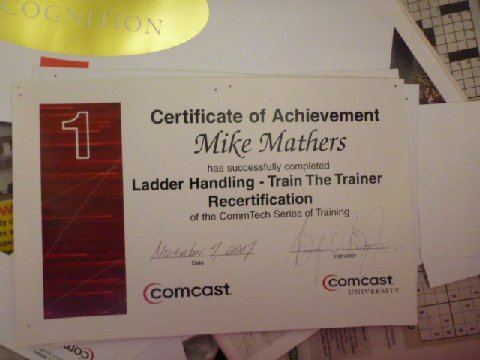 COGNITION
1
Certificate of Achievement
Mike Mathers
has successfully completed
Ladder Handling - Train The Trainer
Recertification
of the CommTech Series of Training
November 7 2007
Date
Instructor
comcast.
comcast.
UNIVERSITY